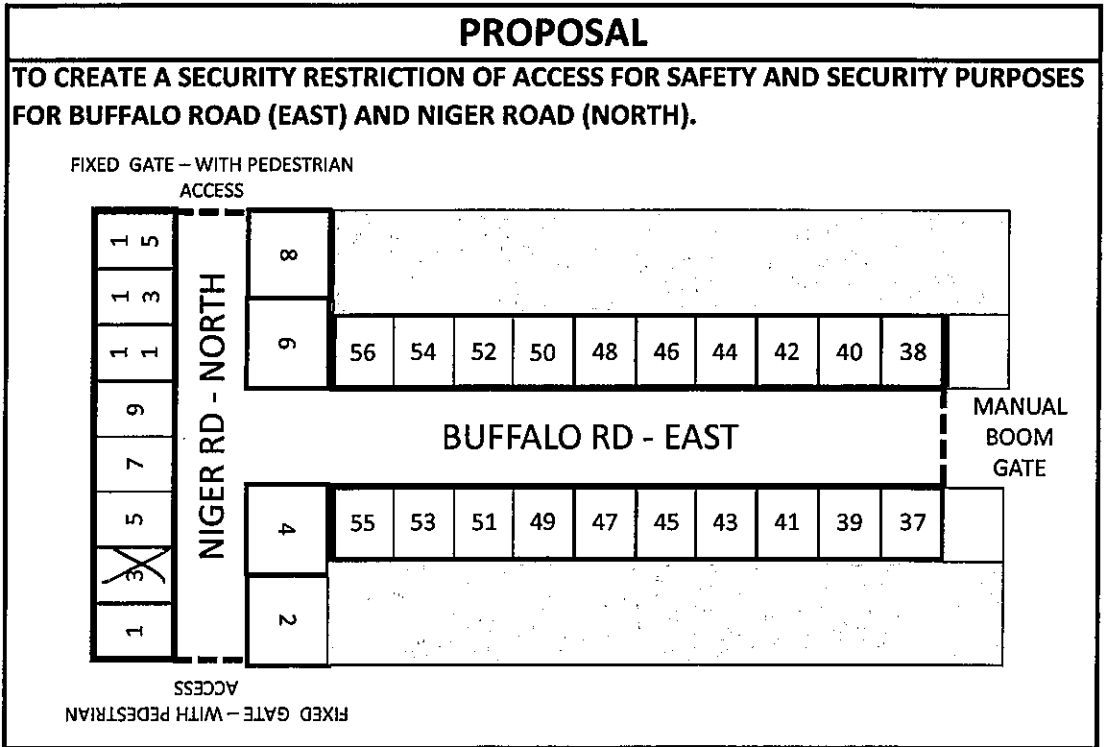 PROPOSAL
TO CREATE A SECURITY RESTRICTION OF ACCESS FOR SAFETY AND SECURITY PURPOSES
FOR BUFFALO ROAD (EAST) AND NIGER ROAD (NORTH).
FIXED GATE – WITH PEDESTRIAN
ACCESS
15
13
11
9
7
5
3
1
NIGER RD - NORTH
8
6
4
2
56 54 52 50 48 46 44 42 40 38
BUFFALO RD - EAST
MANUAL
BOOM
GATE
55 53 51 49 47 45 43 41 39 37
FIXED GATE – WITH PEDESTRIAN
ACCESS